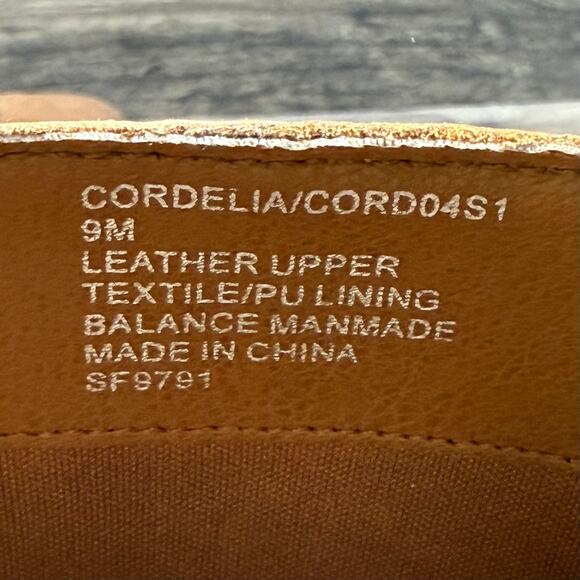 CORDELIA/CORD04S1
9M
LEATHER UPPER
TEXTILE/PU LINING
BALANCE MANMADE
MADE IN CHINA
SF9791